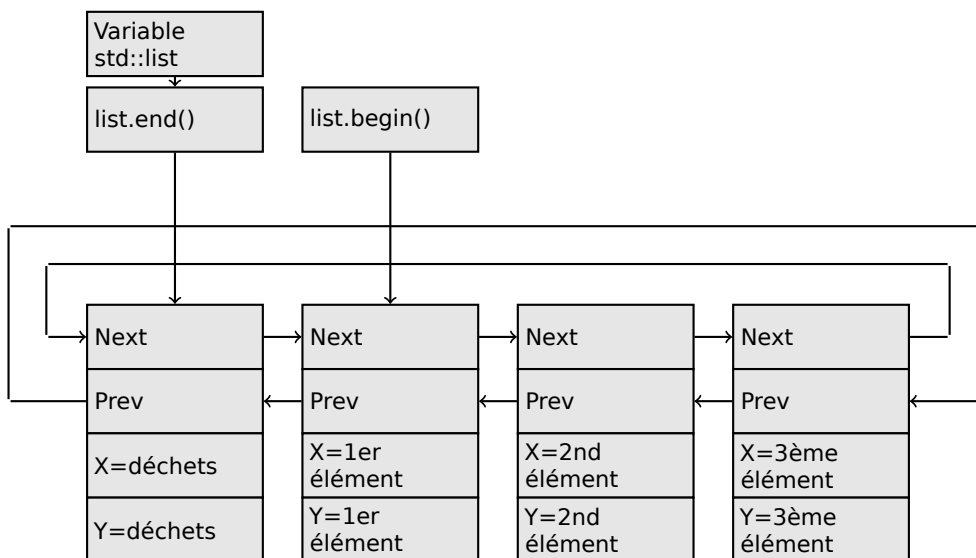 Variable
std::list
list.end()
list.begin()
Next
Next
Next
Next
Prev
Prev
Prev
Prev
X=déchets
X=1er
élément
X=2nd
élément
X=3ème
élément
Y=déchets
Y=1er
élément
Y=2nd
élément
Y=3ème
élément